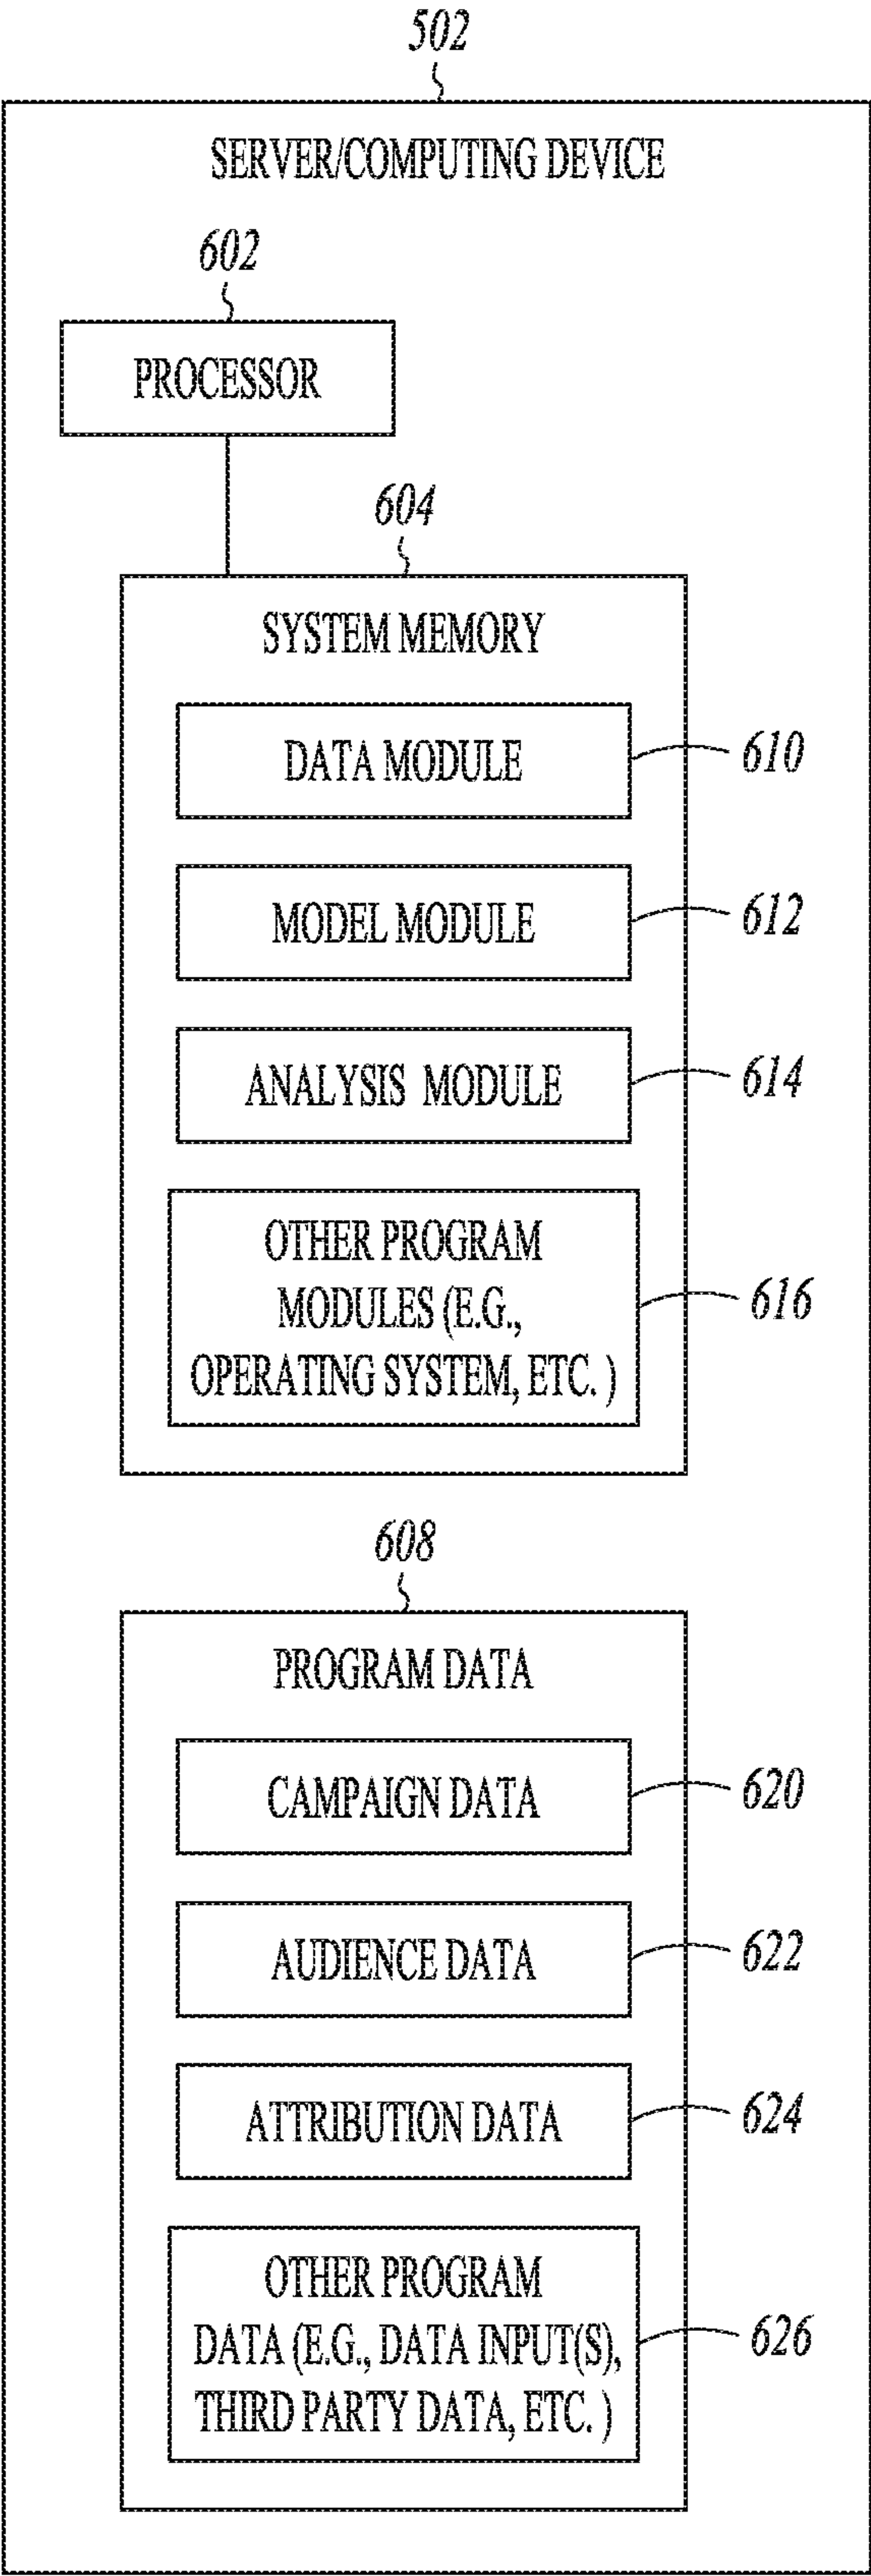 502
SERVER/COMPUTING DEVICE
602
PROCESSOR
604
SYSTEM MEMORY
DATA MODULE
610
MODEL MODULE
612
ANALYSIS MODULE
614
OTHER PROGRAM
MODULES (E.G.,
OPERATING SYSTEM, ETC. )
616
608
PROGRAM DATA
CAMPAIGN DATA
620
AUDIENCE DATA
622
ATTRIBUTION DATA
624
OTHER PROGRAM
DATA (E.G., DATA INPUT(S),
THIRD PARTY DATA, ETC. )
626